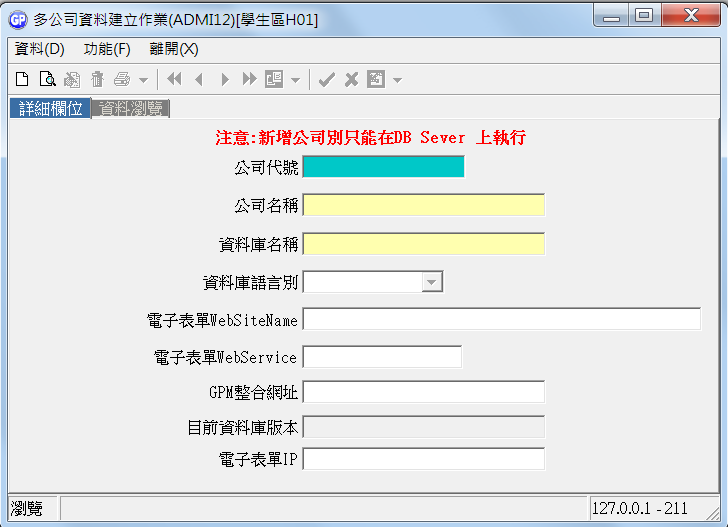 GP 多公司資料建立作業(ADMI12)[學生區H01]
資料(D) 功能(F) 離開(X)
詳細欄位 資料瀏覽
注意:新增公司別只能在DB Sever 上執行
公司代號
公司名稱
資料庫名稱
資料庫語言別
電子表單WebSiteName
電子表單WebService
GPM整合網址
目前資料庫版本
電子表單IP
瀏覽 127.0.0.1 - 211